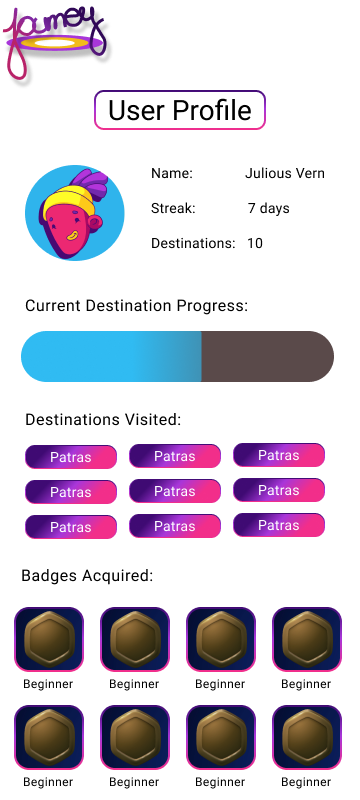 Journey
User Profile
Name: Julious Vern
Streak: 7 days
Destinations: 10
Current Destination Progress:
Destinations Visited:
Patras Patras Patras
Patras Patras Patras
Patras Patras Patras
Badges Acquired:
Beginner Beginner Beginner Beginner
Beginner Beginner Beginner Beginner